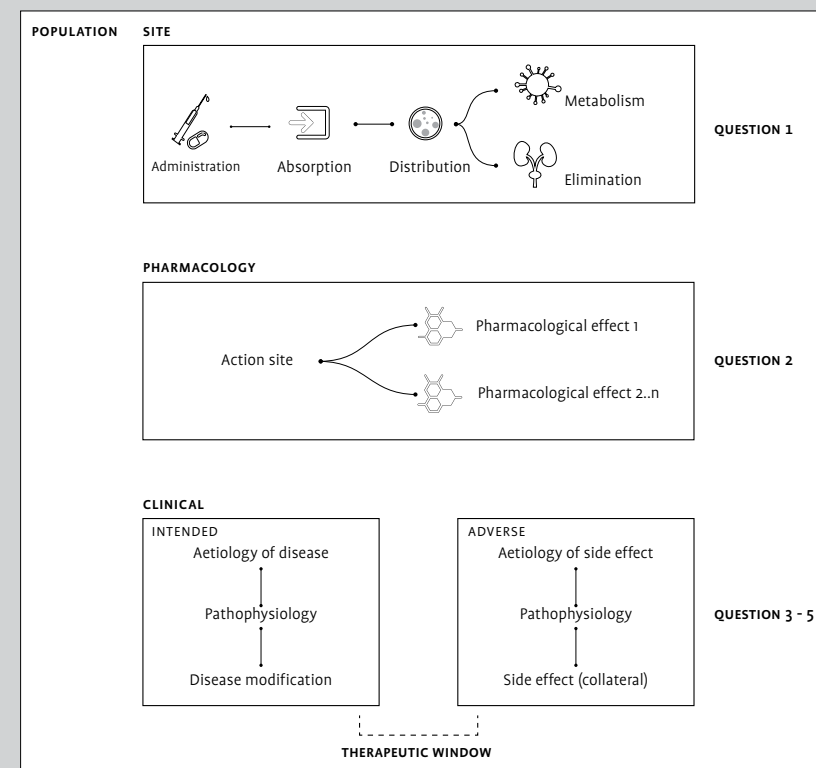 POPULATION SITE
Administration
Absorption
Distribution
Metabolism
Elimination
QUESTION 1
PHARMACOLOGY
Action site
Pharmacological effect 1
Pharmacological effect 2..n
QUESTION 2
CLINICAL
INTENDED
Aetiology of disease
Pathophysiology
Disease modification
ADVERSE
Aetiology of side effect
Pathophysiology
Side effect (collateral)
QUESTION 3 - 5
THERAPEUTIC WINDOW